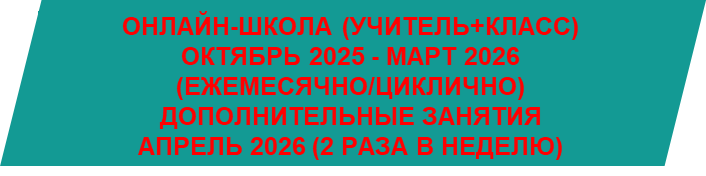 ОНЛАЙН-ШКОЛА (УЧИТЕЛЬ+КЛАСС)
ОКТЯБРЬ 2025 - МАРТ 2026
(ЕЖЕМЕСЯЧНО/ЦИКЛИЧНО)
ДОПОЛНИТЕЛЬНЫЕ ЗАНЯТИЯ
АПРЕЛЬ 2026 (2 РАЗА В НЕДЕЛЮ)